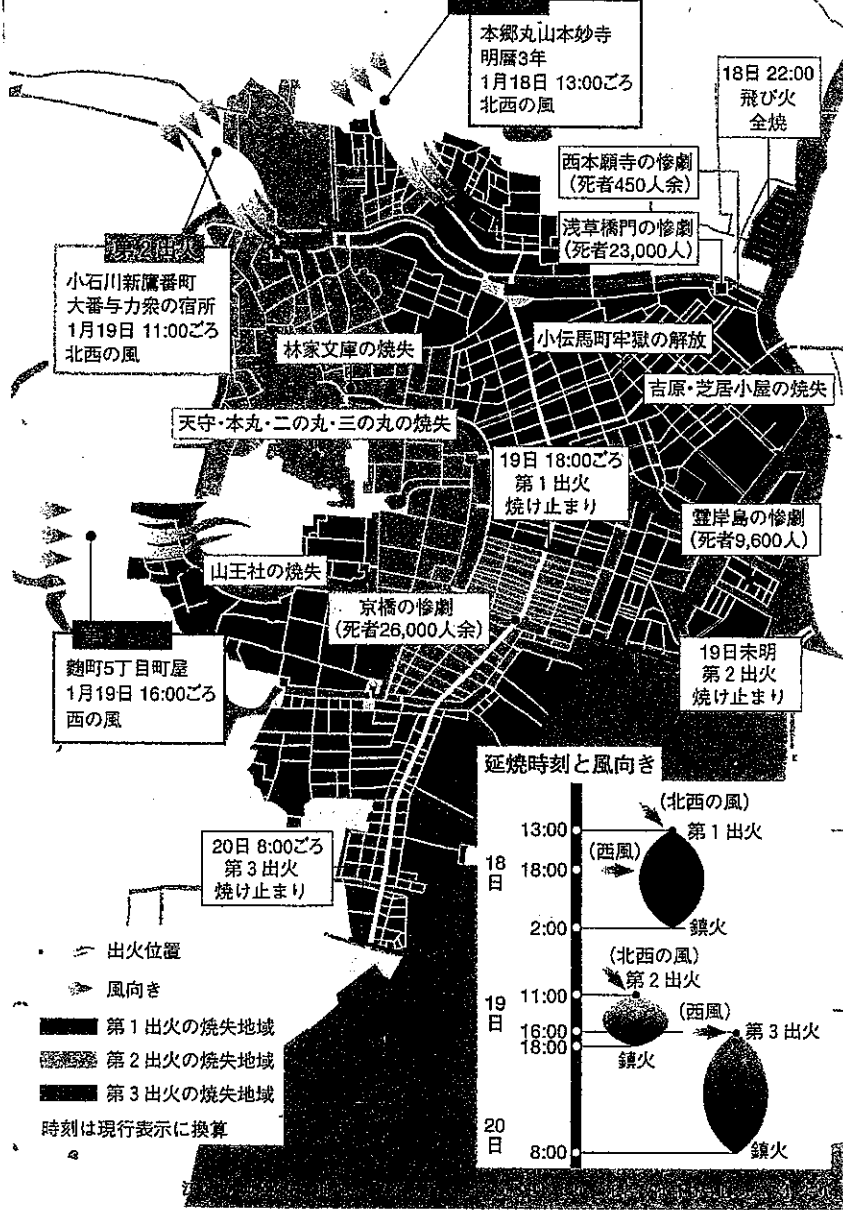 本郷丸山本妙寺
明暦3年
1月18日 13:00ごろ
北西の風
18日 22:00
飛び火
全焼
西本願寺の惨劇
(死者450人余)
浅草橋門の惨劇
(死者23,000人)
第2出火
小石川新鷹番町
大番与力衆の宿所
1月19日 11:00ごろ
北西の風
林家文庫の焼失
小伝馬町牢獄の解放
吉原・芝居小屋の焼失
天守・本丸・二の丸・三の丸の焼失
19日 18:00ごろ
第1出火
焼け止まり
霊岸島の惨劇
(死者9,600人)
山王社の焼失
京橋の惨劇
(死者26,000人余)
麴町5丁目町屋
1月19日 16:00ごろ
西の風
19日未明
第2出火
焼け止まり
20日 8:00ごろ
第3出火
焼け止まり
延焼時刻と風向き
(北西の風)
13:00
第1出火
(西風)
18日
18:00
2:00
鎮火
(北西の風)
第2出火
11:00
19日
(西風)
16:00
第3出火
18:00
鎮火
20日
8:00
鎮火
出火位置
風向き
第1出火の焼失地域
第2出火の焼失地域
第3出火の焼失地域
時刻は現行表示に換算